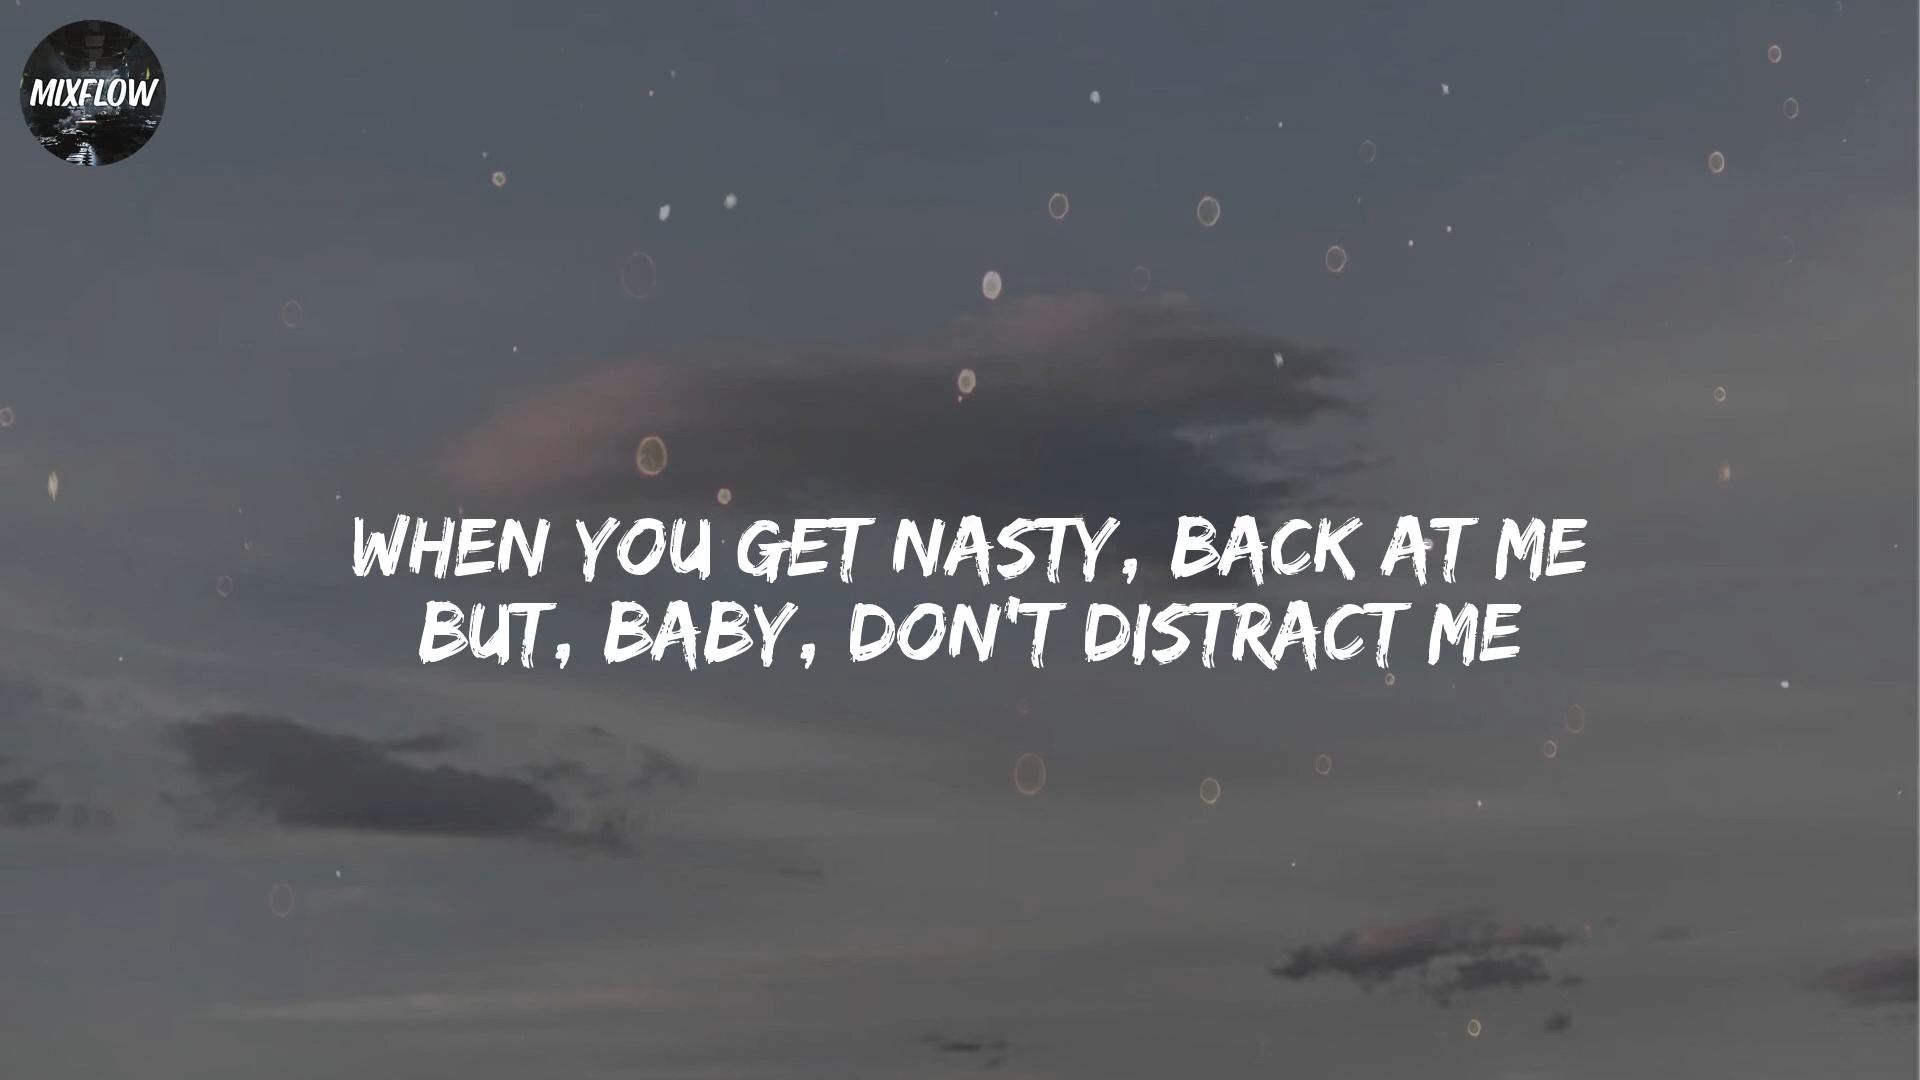 MIXFLOW
WHEN YOU GET NASTY, BACK AT ME
BUT, BABY, DON'T DISTRACT ME